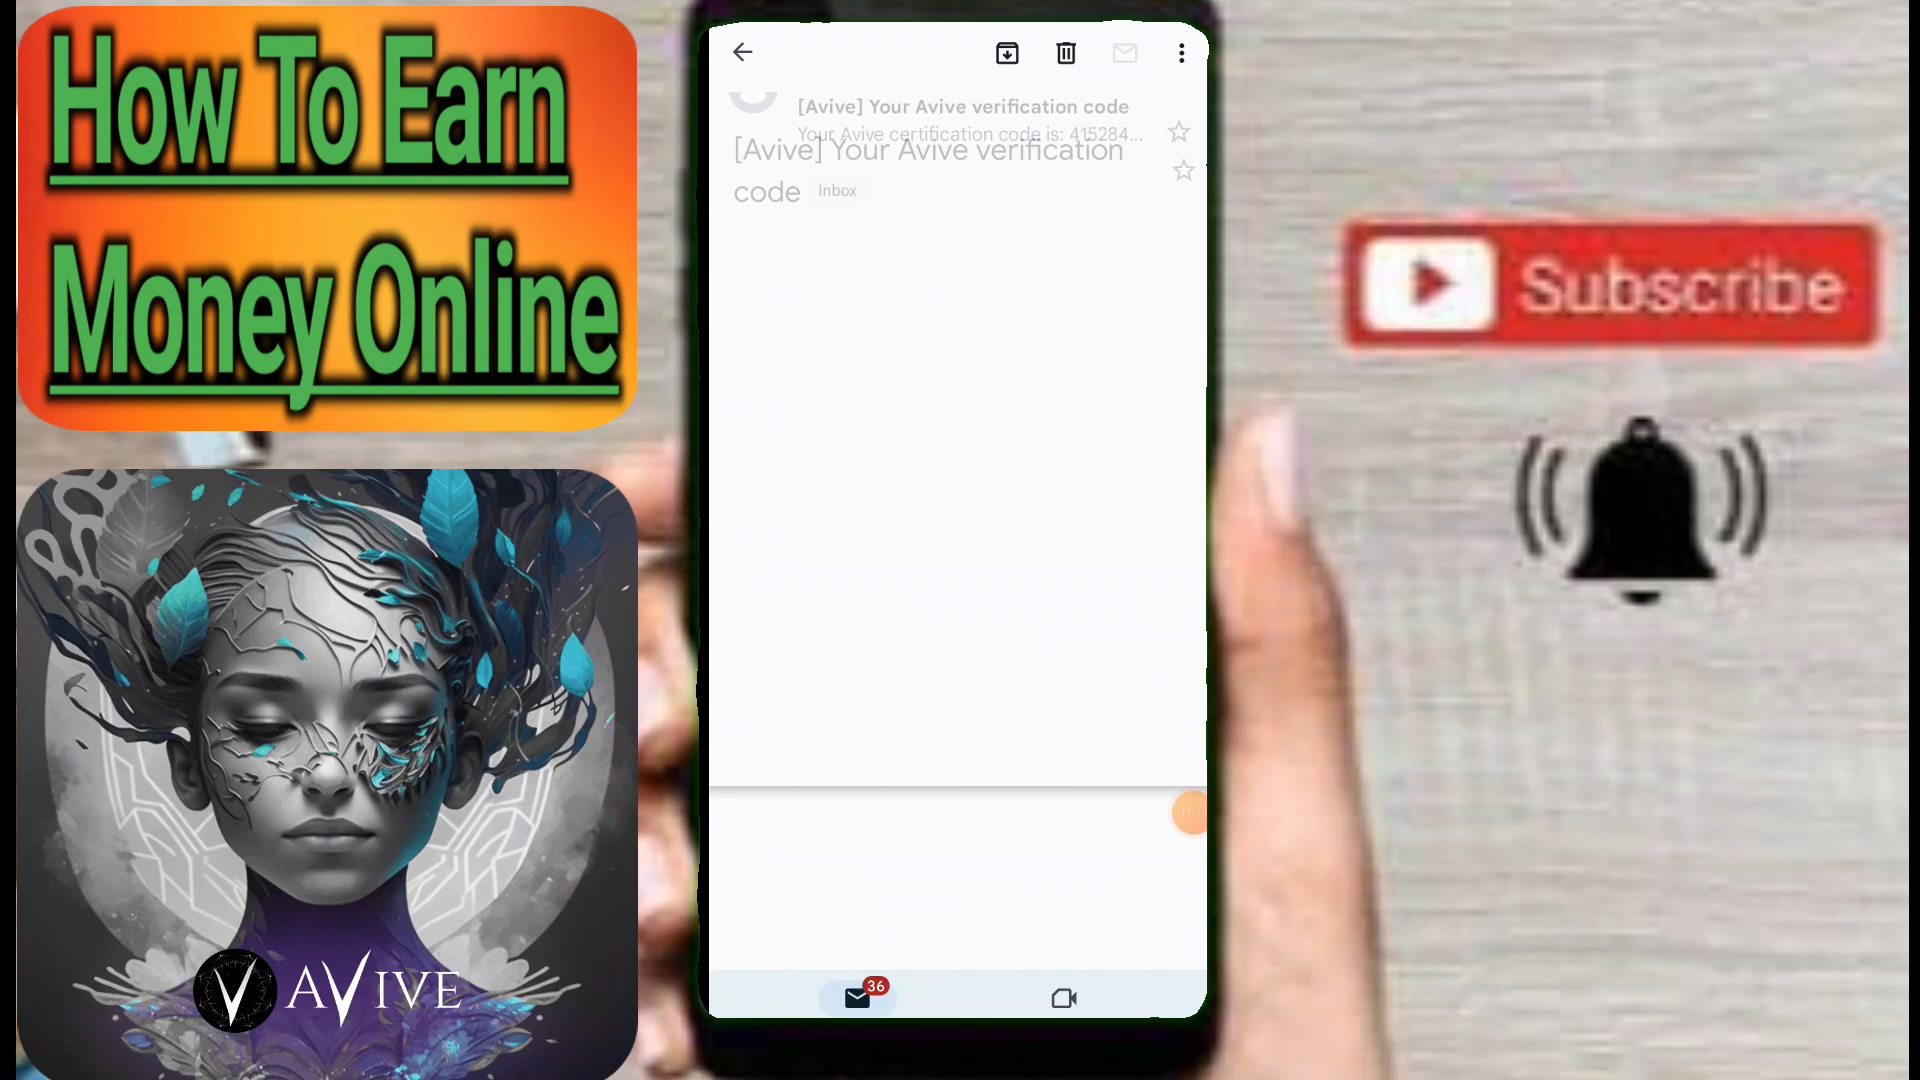 How To Earn
Money Online
[Avive] Your Avive verification code
Your Avive certification code is: 415284...
[Avive] Your Avive verification
code Inbox
Subscribe
36
AVIVE